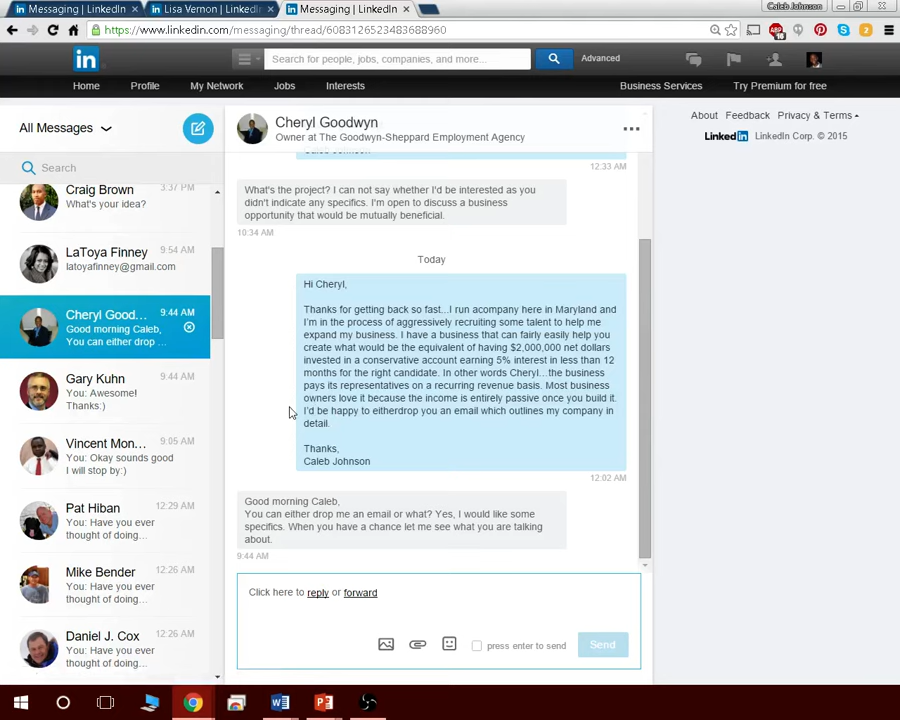 Messaging | LinkedIn
Lisa Vernon | LinkedIn
Messaging | LinkedIn
Caleb Johnson
https://www.linkedin.com/messaging/thread/6083126523483688960
ABP
18
2
in
Search for people, jobs, companies, and more...
Advanced
Home
Profile
My Network
Jobs
Interests
Business Services
Try Premium for free
All Messages
Search
Craig Brown
3:37 PM
What's your idea?
LaToya Finney
9:54 AM
latoyafinney@gmail.com
Cheryl Good...
9:44 AM
Good morning Caleb,
You can either drop ...
Gary Kuhn
9:44 AM
You: Awesome!
Thanks:)
Vincent Mon...
9:05 AM
You: Okay sounds good
I will stop by:)
Pat Hiban
12:29 AM
You: Have you ever
thought of doing...
Mike Bender
12:26 AM
You: Have you ever
thought of doing...
Daniel J. Cox
12:26 AM
You: Have you ever
thought of doing...
Cheryl Goodwyn
Owner at The Goodwyn-Sheppard Employment Agency
12:33 AM
What's the project? I can not say whether I'd be interested as you
didn't indicate any specifics. I'm open to discuss a business
opportunity that would be mutually beneficial.
10:34 AM
Today
Hi Cheryl,
Thanks for getting back so fast...I run acompany here in Maryland and
I'm in the process of aggressively recruiting some talent to help me
expand my business. I have a business that can fairly easily help you
create what would be the equivalent of having $2,000,000 net dollars
invested in a conservative account earning 5% interest in less than 12
months for the right candidate. In other words Cheryl...the business
pays its representatives on a recurring revenue basis. Most business
owners love it because the income is entirely passive once you build it.
I'd be happy to eitherdrop you an email which outlines my company in
detail.
Thanks,
Caleb Johnson
12:02 AM
Good morning Caleb,
You can either drop me an email or what? Yes, I would like some
specifics. When you have a chance let me see what you are talking
about.
9:44 AM
Click here to reply or forward
press enter to send
Send
About Feedback Privacy & Terms
Linked in LinkedIn Corp. © 2015